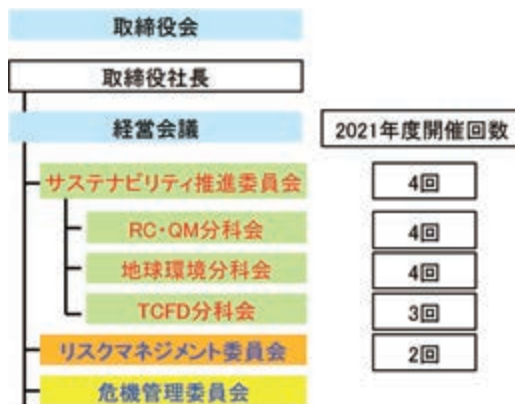 取締役会
取締役社長
経営会議 2021年度開催回数
サステナビリティ推進委員会 4回
RC・QM分科会 4回
地球環境分科会 4回
TCFD分科会 3回
リスクマネジメント委員会 2回
危機管理委員会